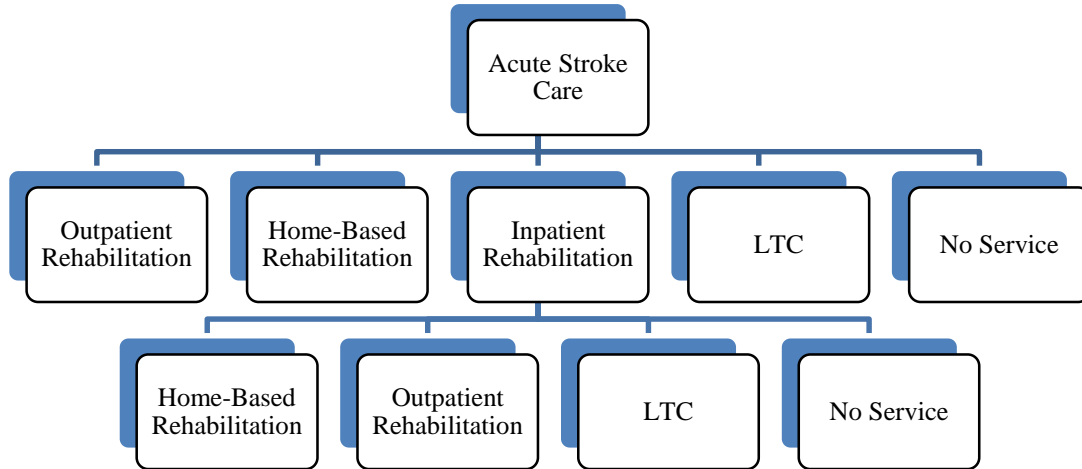 Acute Stroke
Care
Outpatient
Rehabilitation
Home-Based
Rehabilitation
Inpatient
Rehabilitation
LTC
No Service
Home-Based
Rehabilitation
Outpatient
Rehabilitation
LTC
No Service